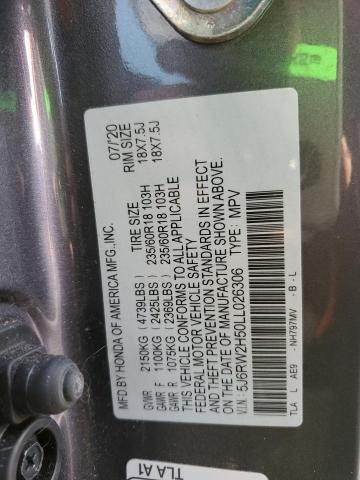 MFD BY HONDA OF AMERICA MFG., INC. 07/'20
TIRE SIZE RIM SIZE
GVWR 2150KG (4739LBS)
GAWR F 1100KG (2425LBS) 235/60R18 103H 18X7.5J
GAWR R 1075KG (2369LBS) 235/60R18 103H 18X7.5J
THIS VEHICLE CONFORMS TO ALL APPLICABLE
FEDERAL MOTOR VEHICLE SAFETY
AND THEFT PREVENTION STANDARDS IN EFFECT
ON THE DATE OF MANUFACTURE SHOWN ABOVE.
V.I.N.: 5J6RW2H50LL026306 TYPE: MPV
TLA L AE9 - NH797MV - B - L
TLA A1